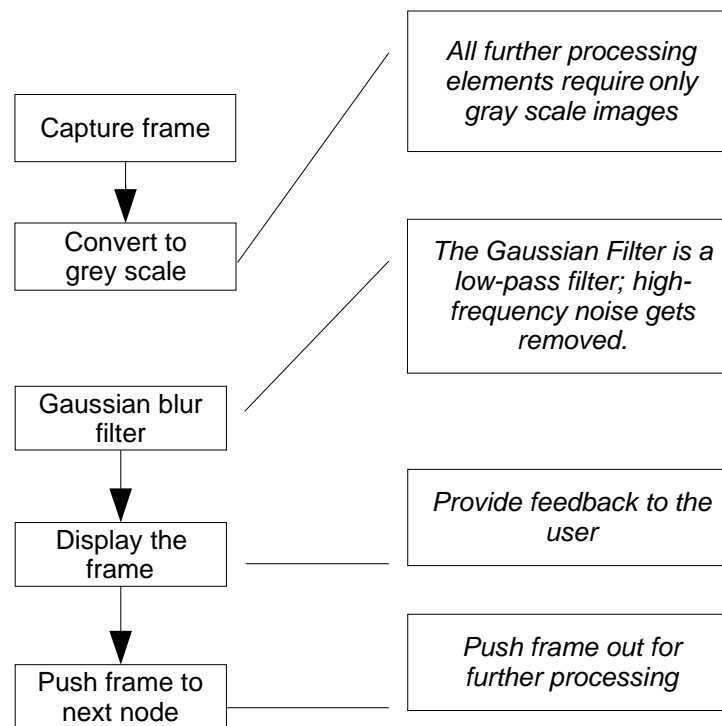 Capture frame
Convert to
grey scale
Gaussian blur
filter
Display the
frame
Push frame to
next node
All further processing
elements require only
gray scale images
The Gaussian Filter is a
low-pass filter; high-
frequency noise gets
removed.
Provide feedback to the
user
Push frame out for
further processing